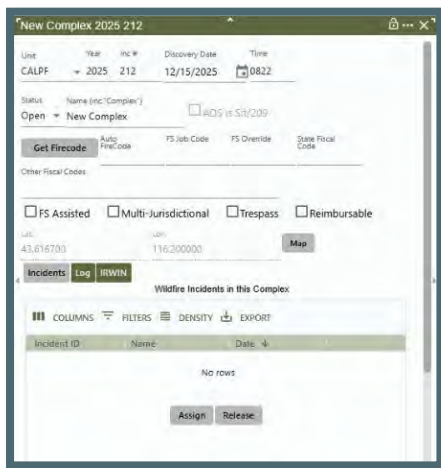 New Complex 2025 212
Unit Year Inc # Discovery Date Time
CALPF 2025 212 12/15/2025 0822
Status Name (inc "Complex")
Open New Complex ADS is Sit/209
Get Firecode Auto FireCode FS Job Code FS Override State Fiscal Code
Other Fiscal Codes
FS Assisted Multi-Jurisdictional Trespass Reimbursable
Lat Lon
43.616700 116.200000 Map
Incidents Log IRWIN
Wildfire Incidents in this Complex
COLUMNS FILTERS DENSITY EXPORT
Incident ID Name Date
No rows
Assign Release